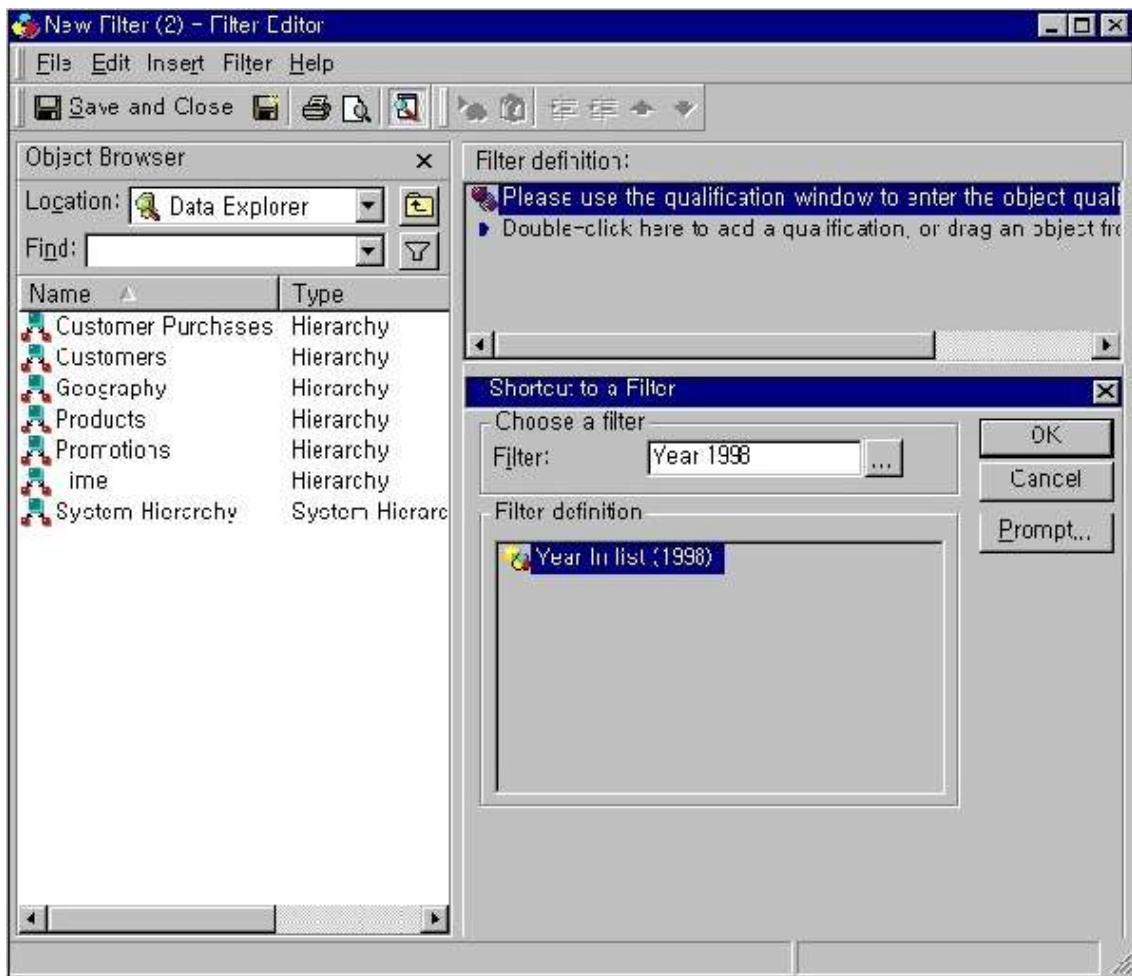 New Filter (2) - Filter Editor
File Edit Insert Filter Help
Save and Close
Object Browser
Location: Data Explorer
Find:
Name Type
Customer Purchases Hierarchy
Customers Hierarchy
Geography Hierarchy
Products Hierarchy
Promotions Hierarchy
ime Hierarchy
System Hierarchy System Hierarc
Filter definition:
Please use the qualification window to enter the object quali
Double-click here to add a qualification, or drag an object fro
Shortcut to a Filter
Choose a filter
Filter: Year 1998 ...
OK
Cancel
Prompt...
Filter definition
Year In list (1998)